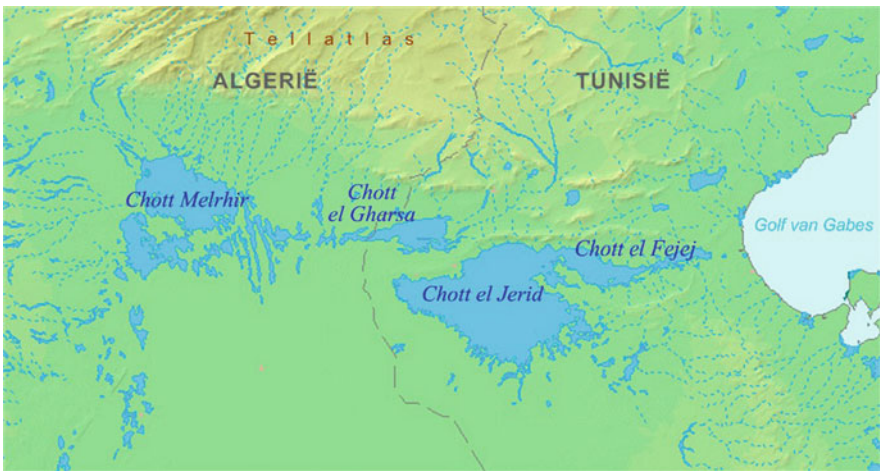 Tellatlas
ALGERIË
TUNISIË
Chott Melrhir
Chott
el Gharsa
Golf van Gabes
Chott el Fejej
Chott el Jerid